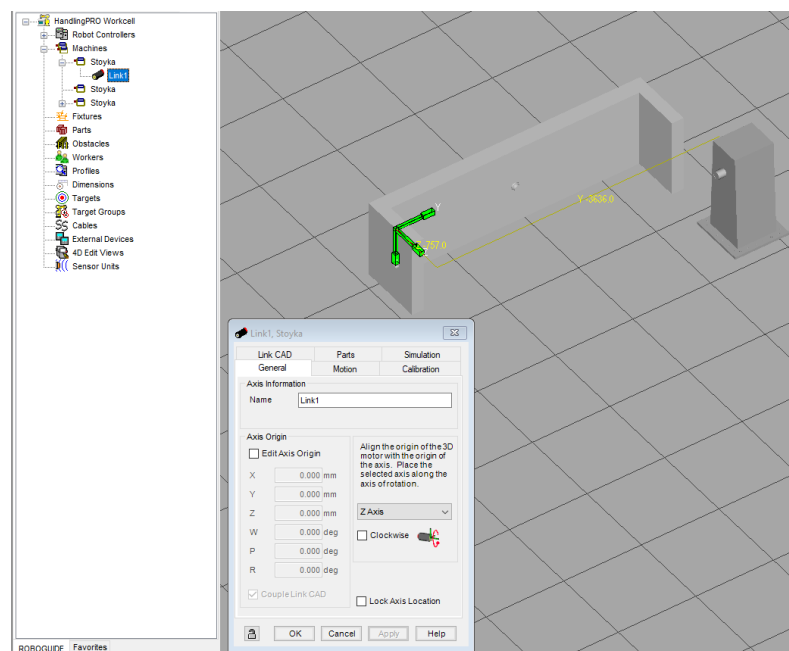 HandlingPRO Workcell
Robot Controllers
Machines
Stoyka
Link1
Stoyka
Stoyka
Fixtures
Parts
Obstacles
Workers
Profiles
Dimensions
Targets
Target Groups
Cables
External Devices
4D Edit Views
Sensor Units
ROBOGUIDE Favorites
Y
Y -3636.0
757.0
Link1, Stoyka
Link CAD Parts Simulation
General Motion Calibration
Axis Information
Name Link1
Axis Origin
Edit Axis Origin
X 0.000 mm
Y 0.000 mm
Z 0.000 mm
W 0.000 deg
P 0.000 deg
R 0.000 deg
Couple Link CAD
Align the origin of the 3D
motor with the origin of
the axis. Place the
selected axis along the
axis of rotation.
Z Axis
Clockwise
Lock Axis Location
OK Cancel Apply Help